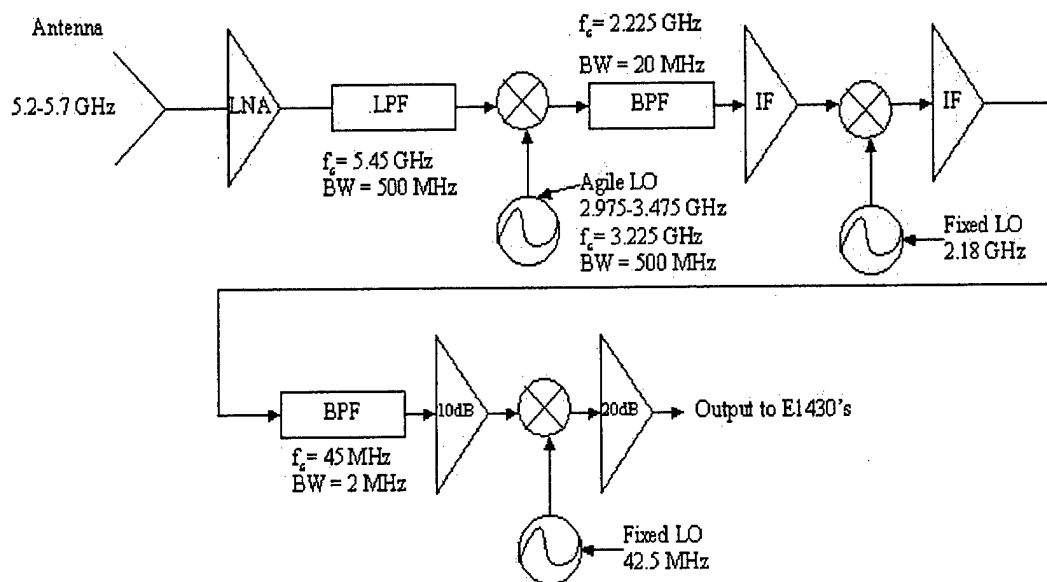 Antenna
5.2-5.7 GHz
LNA
LPF
f_c= 5.45 GHz
BW = 500 MHz
f_c= 2.225 GHz
BW = 20 MHz
BPF
Agile LO
2.975-3.475 GHz
f_c= 3.225 GHz
BW = 500 MHz
IF
IF
Fixed LO
2.18 GHz
BPF
f_c= 45 MHz
BW = 2 MHz
10dB
20dB
Output to E1430's
Fixed LO
42.5 MHz